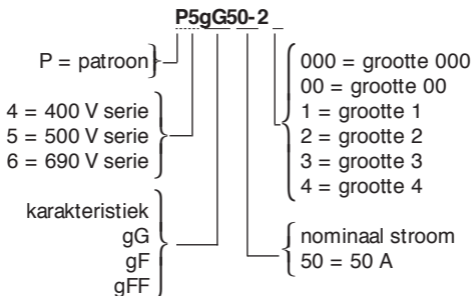 P5gG50-2
P = patroon
4 = 400 V serie
5 = 500 V serie
6 = 690 V serie
karakteristiek
gG
gF
gFF
000 = grootte 000
00 = grootte 00
1 = grootte 1
2 = grootte 2
3 = grootte 3
4 = grootte 4
nominaal stroom
50 = 50 A